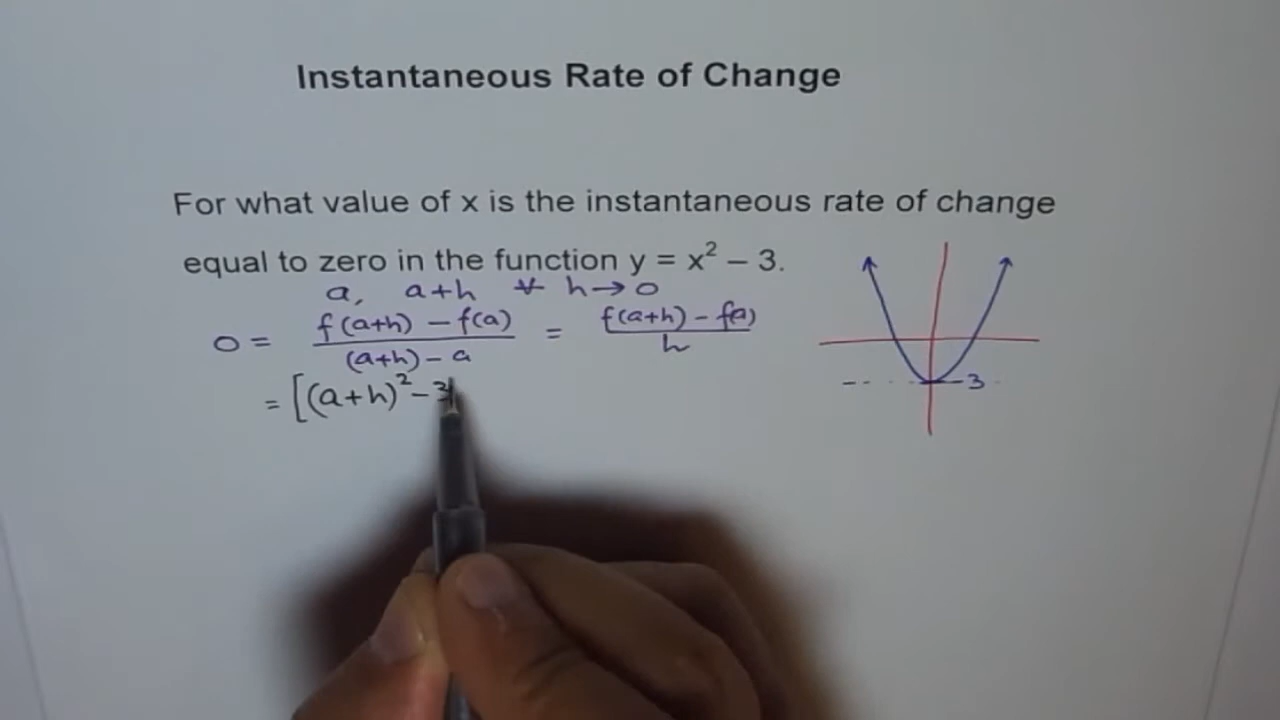 Instantaneous Rate of Change
For what value of x is the instantaneous rate of change
equal to zero in the function y = x² – 3.
a, a+h ∀ h→0
0 = f(a+h) – f(a) / (a+h) – a = f(a+h) – f(a) / h
= [(a+h)² – 3
–3